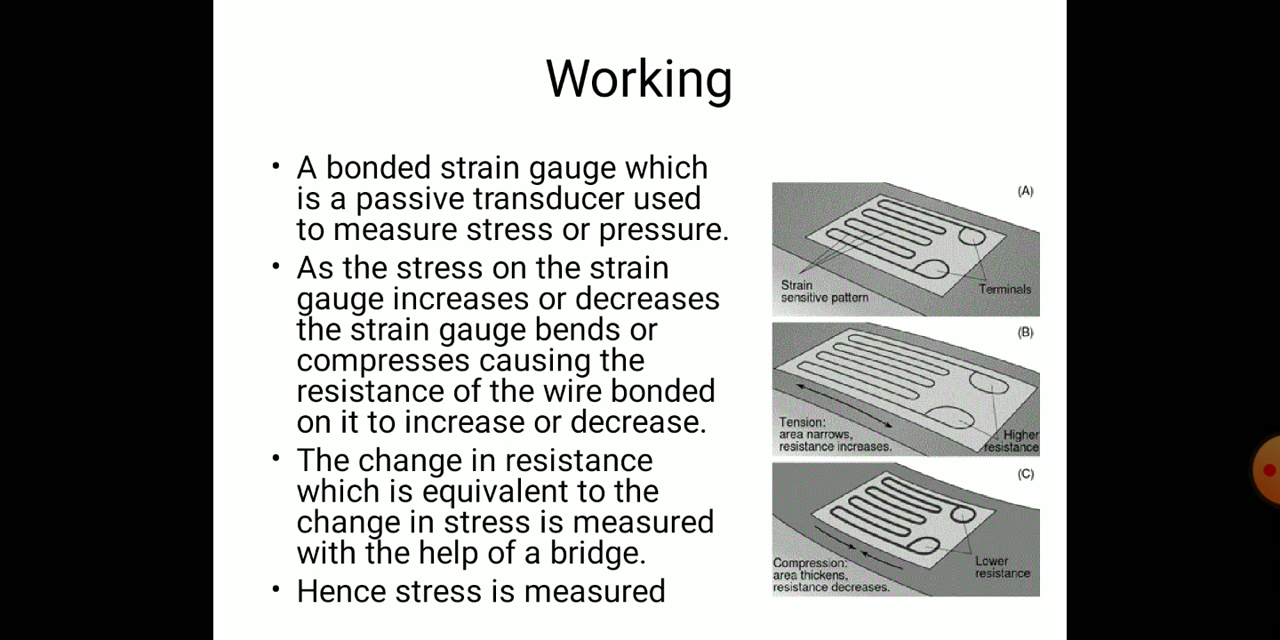 Working
• A bonded strain gauge which
is a passive transducer used
to measure stress or pressure.
• As the stress on the strain
gauge increases or decreases
the strain gauge bends or
compresses causing the
resistance of the wire bonded
on it to increase or decrease.
• The change in resistance
which is equivalent to the
change in stress is measured
with the help of a bridge.
• Hence stress is measured
(A)
Strain
sensitive pattern
Terminals
(B)
Tension:
area narrows,
resistance increases.
Higher
resistance
(C)
Compression:
area thickens,
resistance decreases.
Lower
resistance